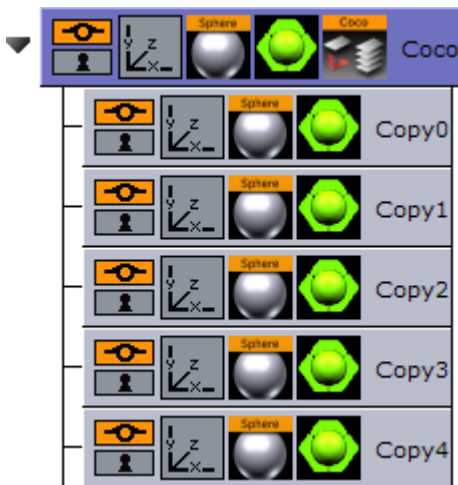 Sphere Coco
y z x Coco
Sphere
y z x Copy0
Sphere
y z x Copy1
Sphere
y z x Copy2
Sphere
y z x Copy3
Sphere
y z x Copy4